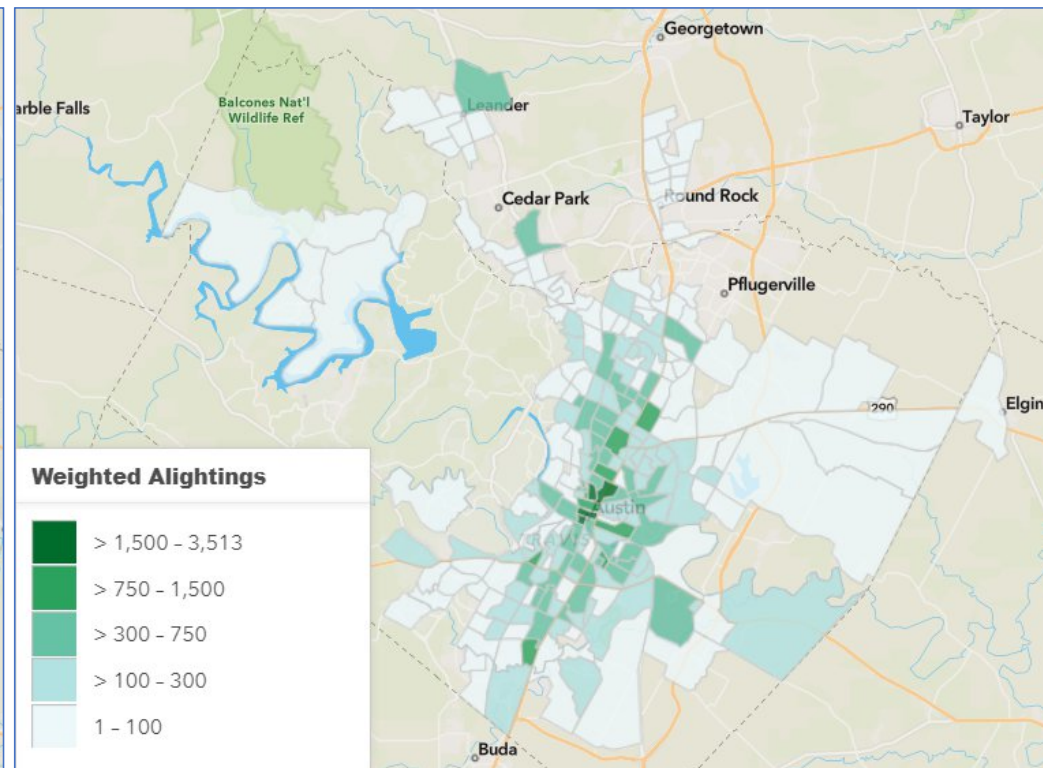 Georgetown
arble Falls
Balcones Nat'l
Wildlife Ref
Leander
Taylor
Cedar Park
Round Rock
Pflugerville
290
Elgin
Austin
TRAVIS
Weighted Alightings
> 1,500 – 3,513
> 750 – 1,500
> 300 – 750
> 100 – 300
1 – 100
Buda